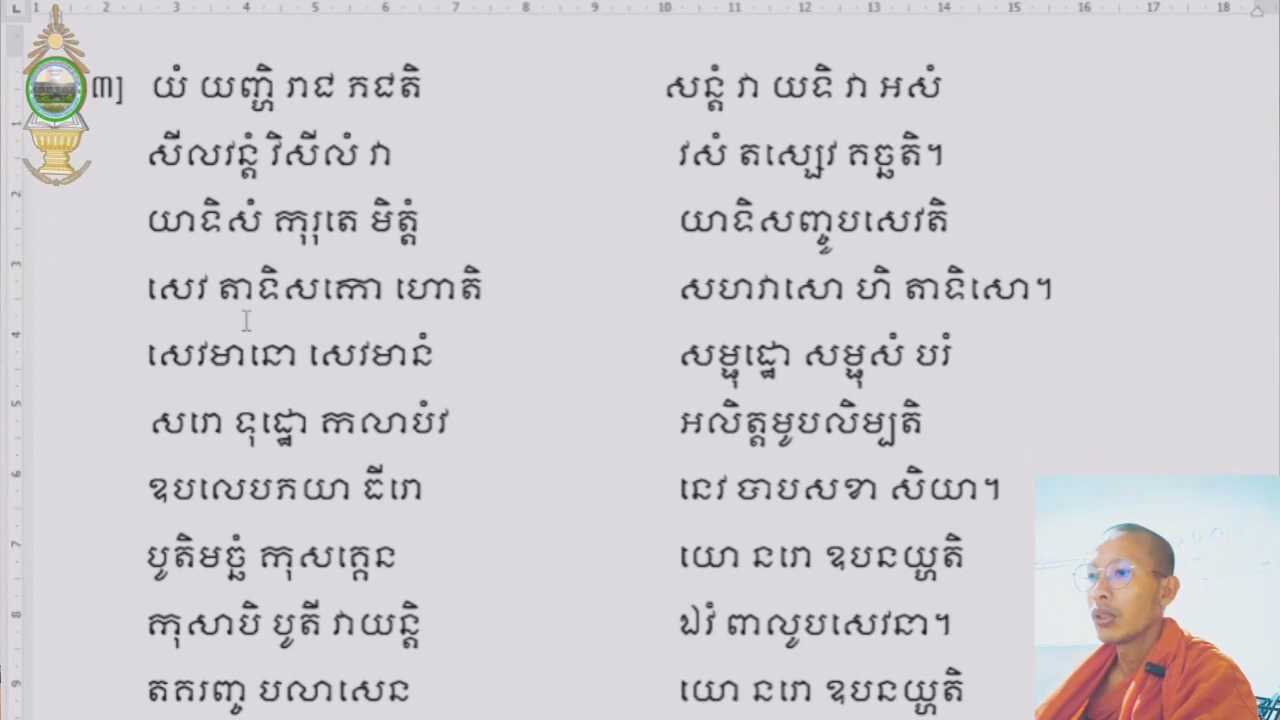 ៣] យំ យញ្ហិ រាជ ភជតិ សន្តំ វា យទិ វា អសំ
សីលវន្តំ វិសីលំ វា វសំ តស្សេវ គច្ឆតិ។
យាទិសំ កុរុតេ មិត្តំ យាទិសញ្ចូបសេវតិ
សេវ តាទិសកោ ហោតិ សហវាសោ ហិ តាទិសោ។
សេវមានោ សេវមានំ សម្ផុដ្ឋោ សម្ផុសំ បរំ
សរោ ទុដ្ឋោ កលាបំវ អលិត្តមូបលិម្បតិ
ឧបលេបភយា ធីរោ នេវ បាបសខា សិយា។
បូតិមច្ឆំ កុសគ្គេន យោ នរោ ឧបនយ្ហតិ
កុសាបិ បូតី វាយន្តិ ឯវំ ពាលូបសេវនា។
តគរញ្ច បលាសេន យោ នរោ ឧបនយ្ហតិ